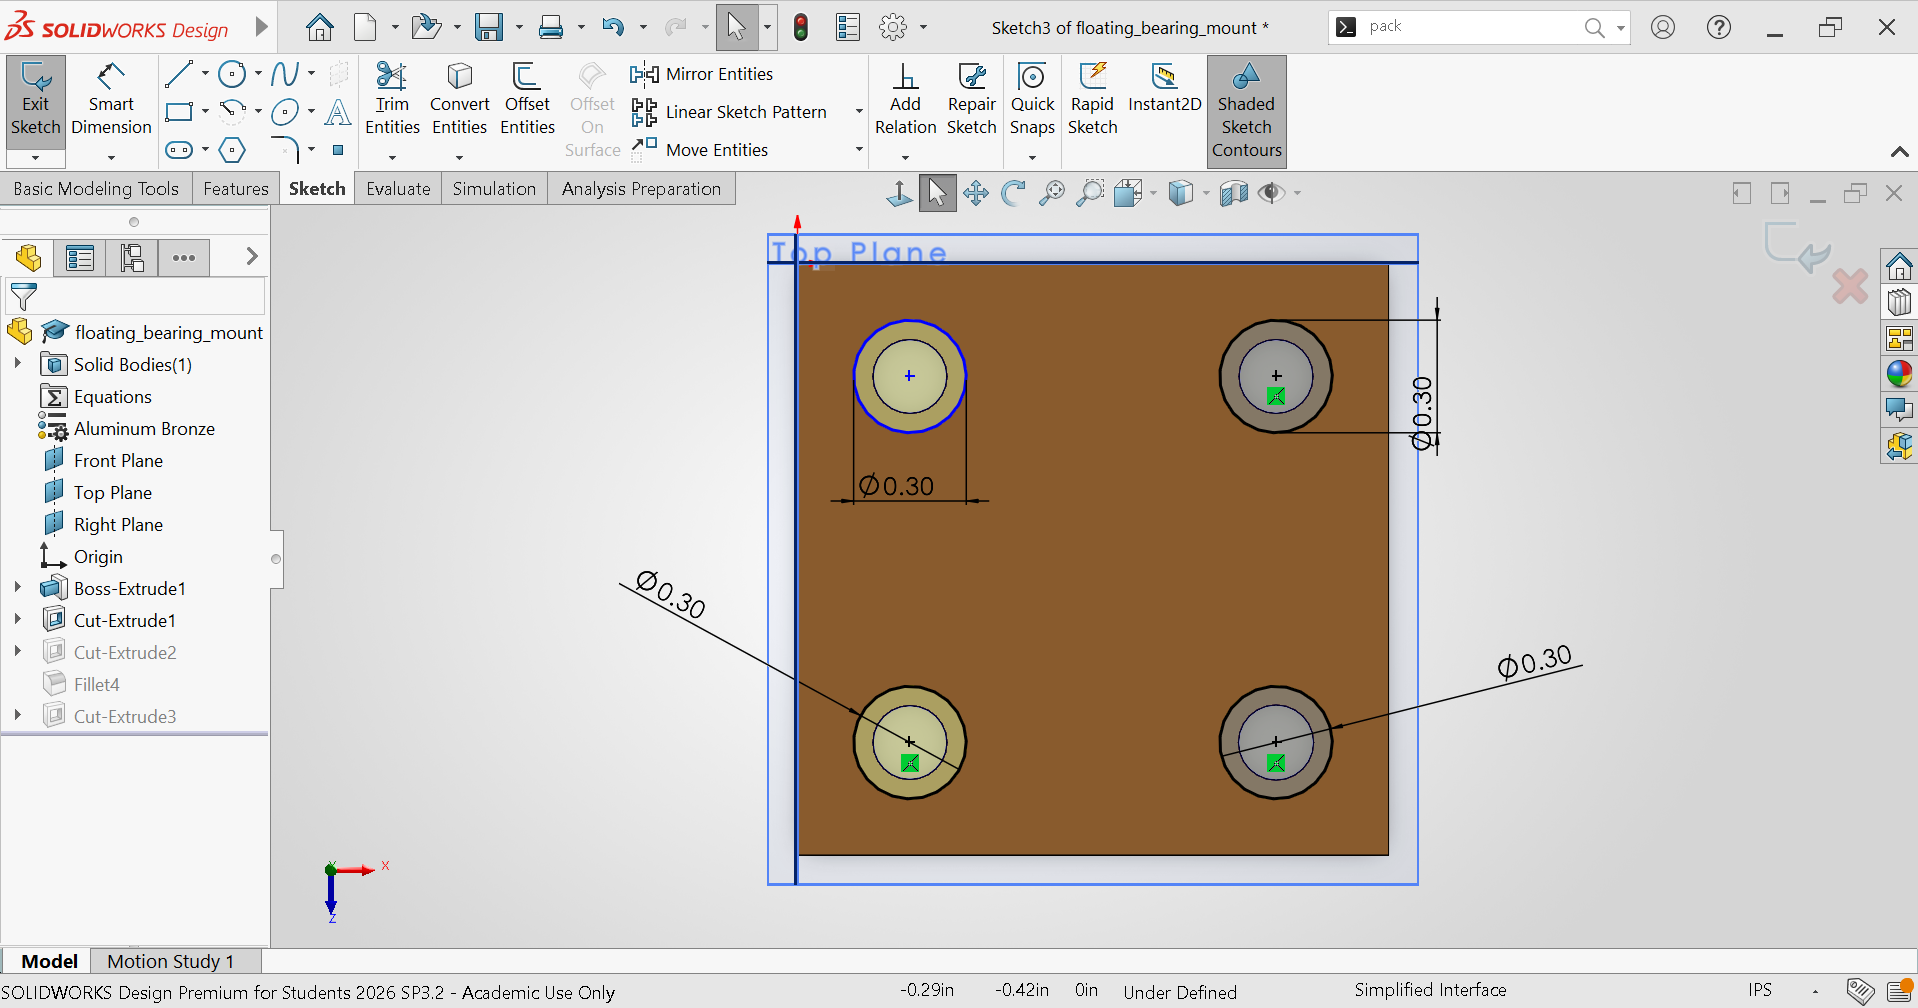 SOLIDWORKS Design
Sketch3 of floating_bearing_mount *
pack
Exit Sketch
Smart Dimension
Trim Entities
Convert Entities
Offset Entities
Offset On Surface
Mirror Entities
Linear Sketch Pattern
Move Entities
Add Relation
Repair Sketch
Quick Snaps
Rapid Sketch
Instant2D
Shaded Sketch Contours
Basic Modeling Tools
Features
Sketch
Evaluate
Simulation
Analysis Preparation
floating_bearing_mount
Solid Bodies(1)
Equations
Aluminum Bronze
Front Plane
Top Plane
Right Plane
Origin
Boss-Extrude1
Cut-Extrude1
Cut-Extrude2
Fillet4
Cut-Extrude3
Top Plane
Ø0.30
Ø0.30
Ø0.30
Ø0.30
Y
X
Z
Model
Motion Study 1
SOLIDWORKS Design Premium for Students 2026 SP3.2 - Academic Use Only
-0.29in
-0.42in
0in
Under Defined
Simplified Interface
IPS